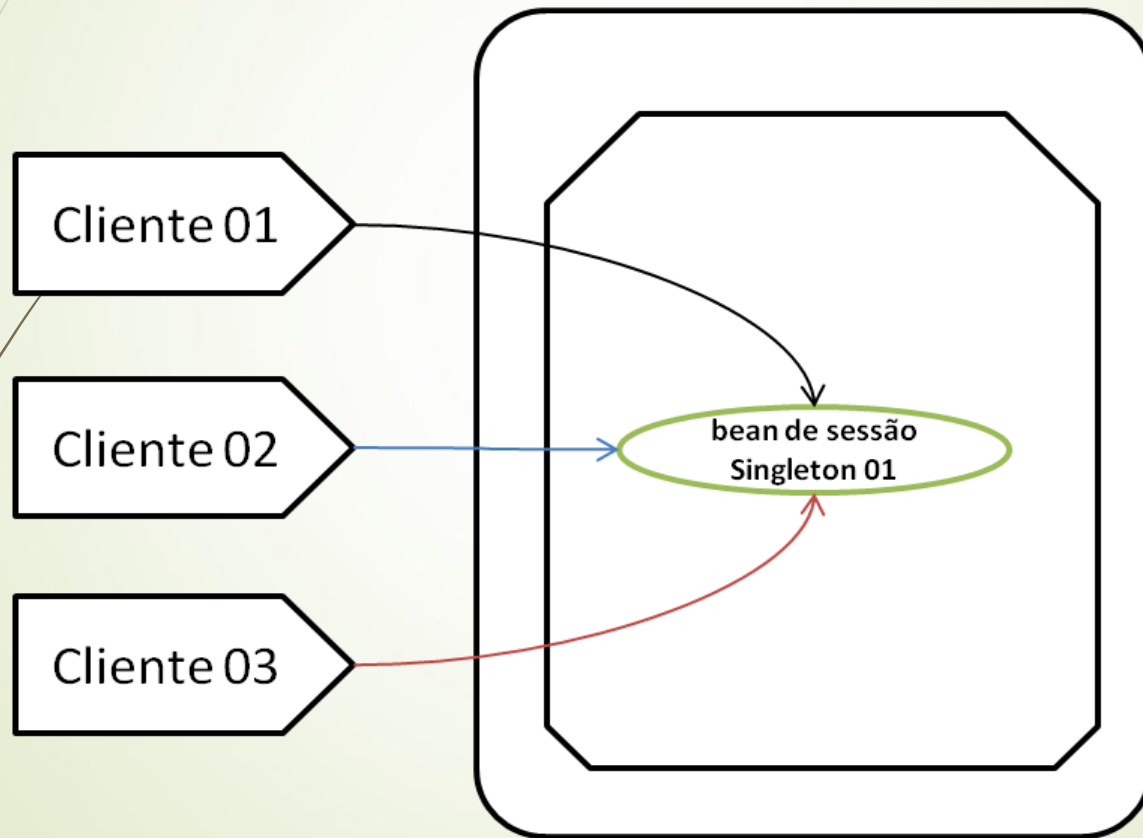 Cliente 01
bean de sessão
Singleton 01
Cliente 02
Cliente 03